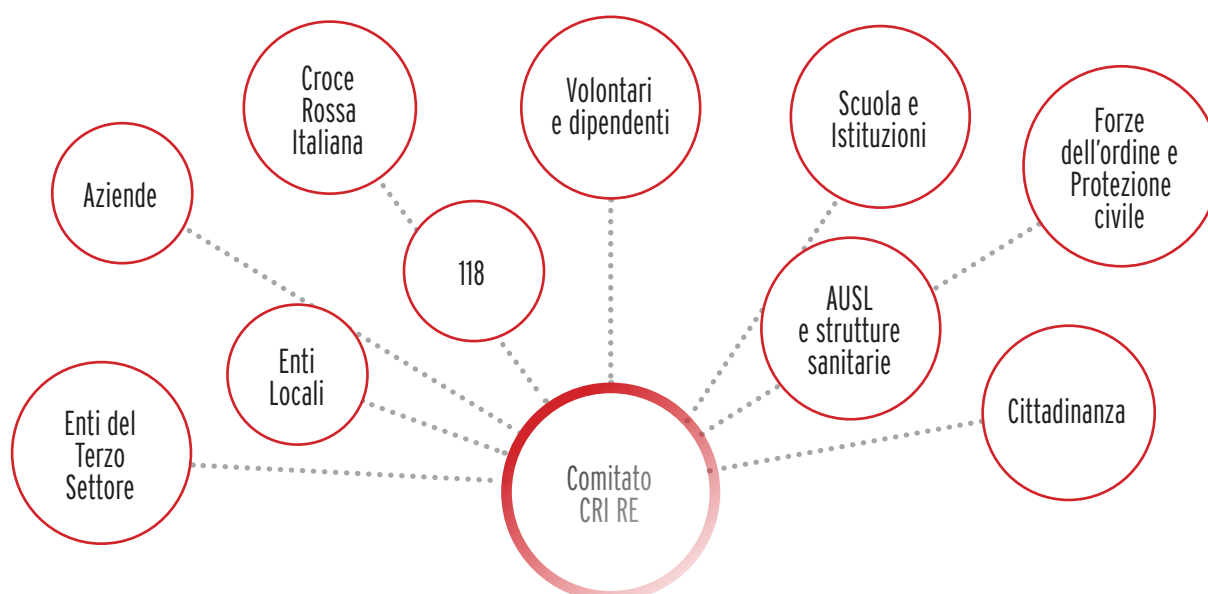 Croce
Rossa
Italiana
Volontari
e dipendenti
Scuola e
Istituzioni
Forze
dell'ordine e
Protezione
civile
Aziende
118
AUSL
e strutture
sanitarie
Enti
Locali
Cittadinanza
Enti del
Terzo
Settore
Comitato
CRI RE